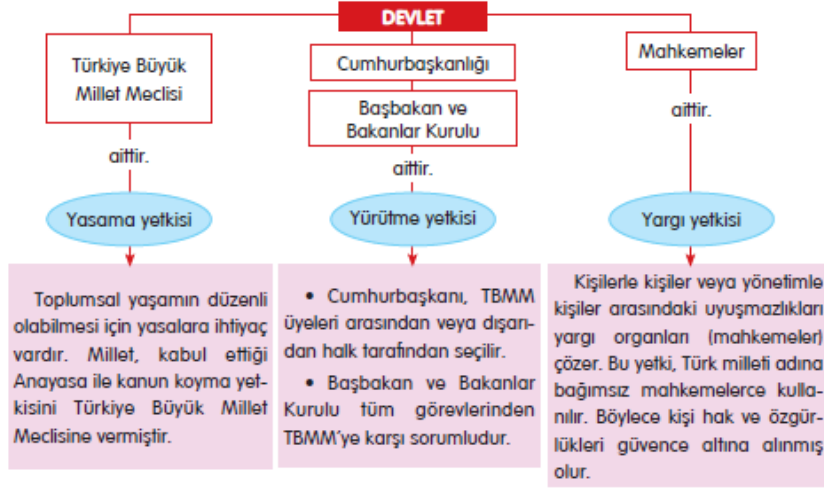 DEVLET
Türkiye Büyük
Millet Meclisi
aittir.
Yasama yetkisi
Toplumsal yaşamın düzenli
olabilmesi için yasalara ihtiyaç
vardır. Millet, kabul ettiği
Anayasa ile kanun koyma yet-
kisini Türkiye Büyük Millet
Meclisine vermiştir.
Cumhurbaşkanlığı
Başbakan ve
Bakanlar Kurulu
aittir.
Yürütme yetkisi
• Cumhurbaşkanı, TBMM
üyeleri arasından veya dışarı-
dan halk tarafından seçilir.
• Başbakan ve Bakanlar
Kurulu tüm görevlerinden
TBMM'ye karşı sorumludur.
Mahkemeler
aittir.
Yargı yetkisi
Kişilerle kişiler veya yönetimle
kişiler arasındaki uyuşmazlıkları
yargı organları (mahkemeler)
çözer. Bu yetki, Türk milleti adına
bağımsız mahkemelerce kulla-
nılır. Böylece kişi hak ve özgür-
lükleri güvence altına alınmış
olur.